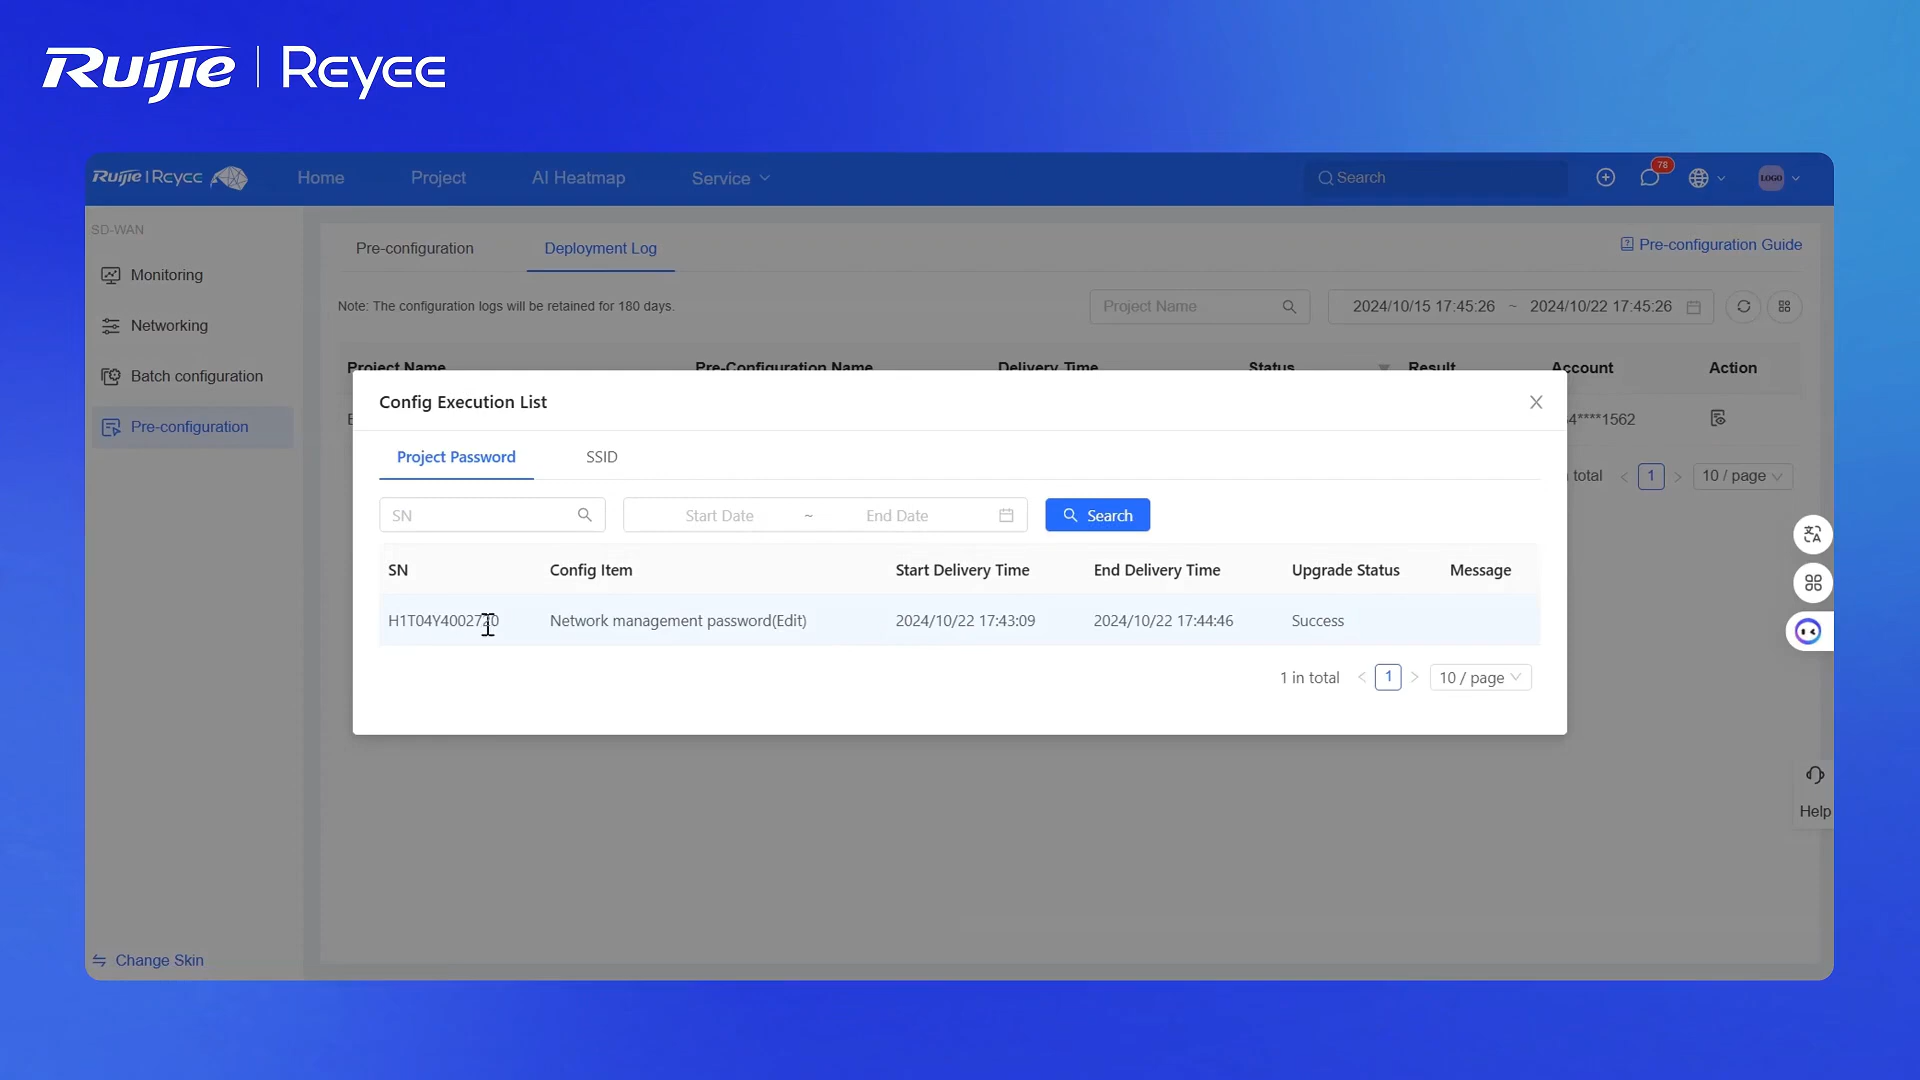 Ruijie | Reyee
Ruijie | Reyee Home Project AI Heatmap Service Search 78 LOGO
SD-WAN
Monitoring
Networking
Batch configuration
Pre-configuration
Change Skin
Pre-configuration Deployment Log Pre-configuration Guide
Note: The configuration logs will be retained for 180 days. Project Name 2024/10/15 17:45:26 ~ 2024/10/22 17:45:26
Project Name Pre-Configuration Name Delivery Time Status Result Account Action
4****1562
total < 1 > 10 / page
Config Execution List
Project Password SSID
SN Start Date ~ End Date Search
SN Config Item Start Delivery Time End Delivery Time Upgrade Status Message
H1T04Y4002720 Network management password(Edit) 2024/10/22 17:43:09 2024/10/22 17:44:46 Success
1 in total < 1 > 10 / page
Help